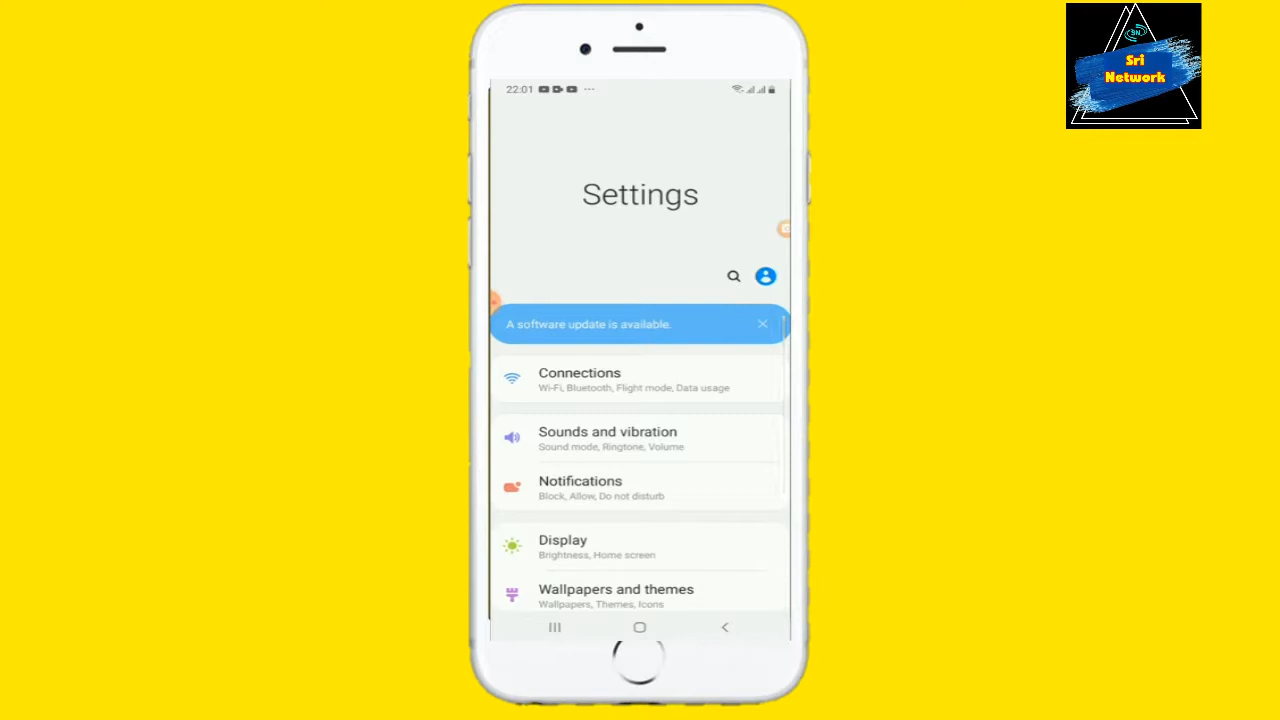 SN
Sri
Network
22:01
Settings
A software update is available.
Connections
Wi-Fi, Bluetooth, Flight mode, Data usage
Sounds and vibration
Sound mode, Ringtone, Volume
Notifications
Block, Allow, Do not disturb
Display
Brightness, Home screen
Wallpapers and themes
Wallpapers, Themes, Icons